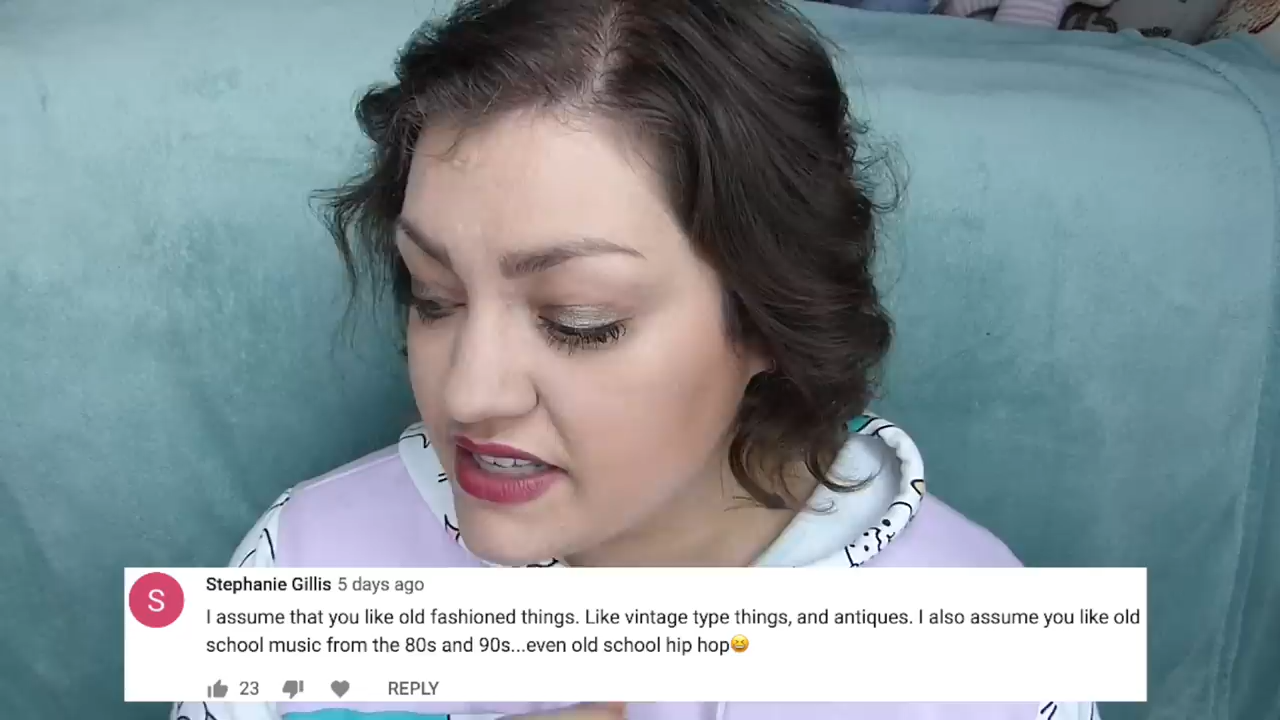 S
Stephanie Gillis 5 days ago
I assume that you like old fashioned things. Like vintage type things, and antiques. I also assume you like old
school music from the 80s and 90s...even old school hip hop😆
23 REPLY